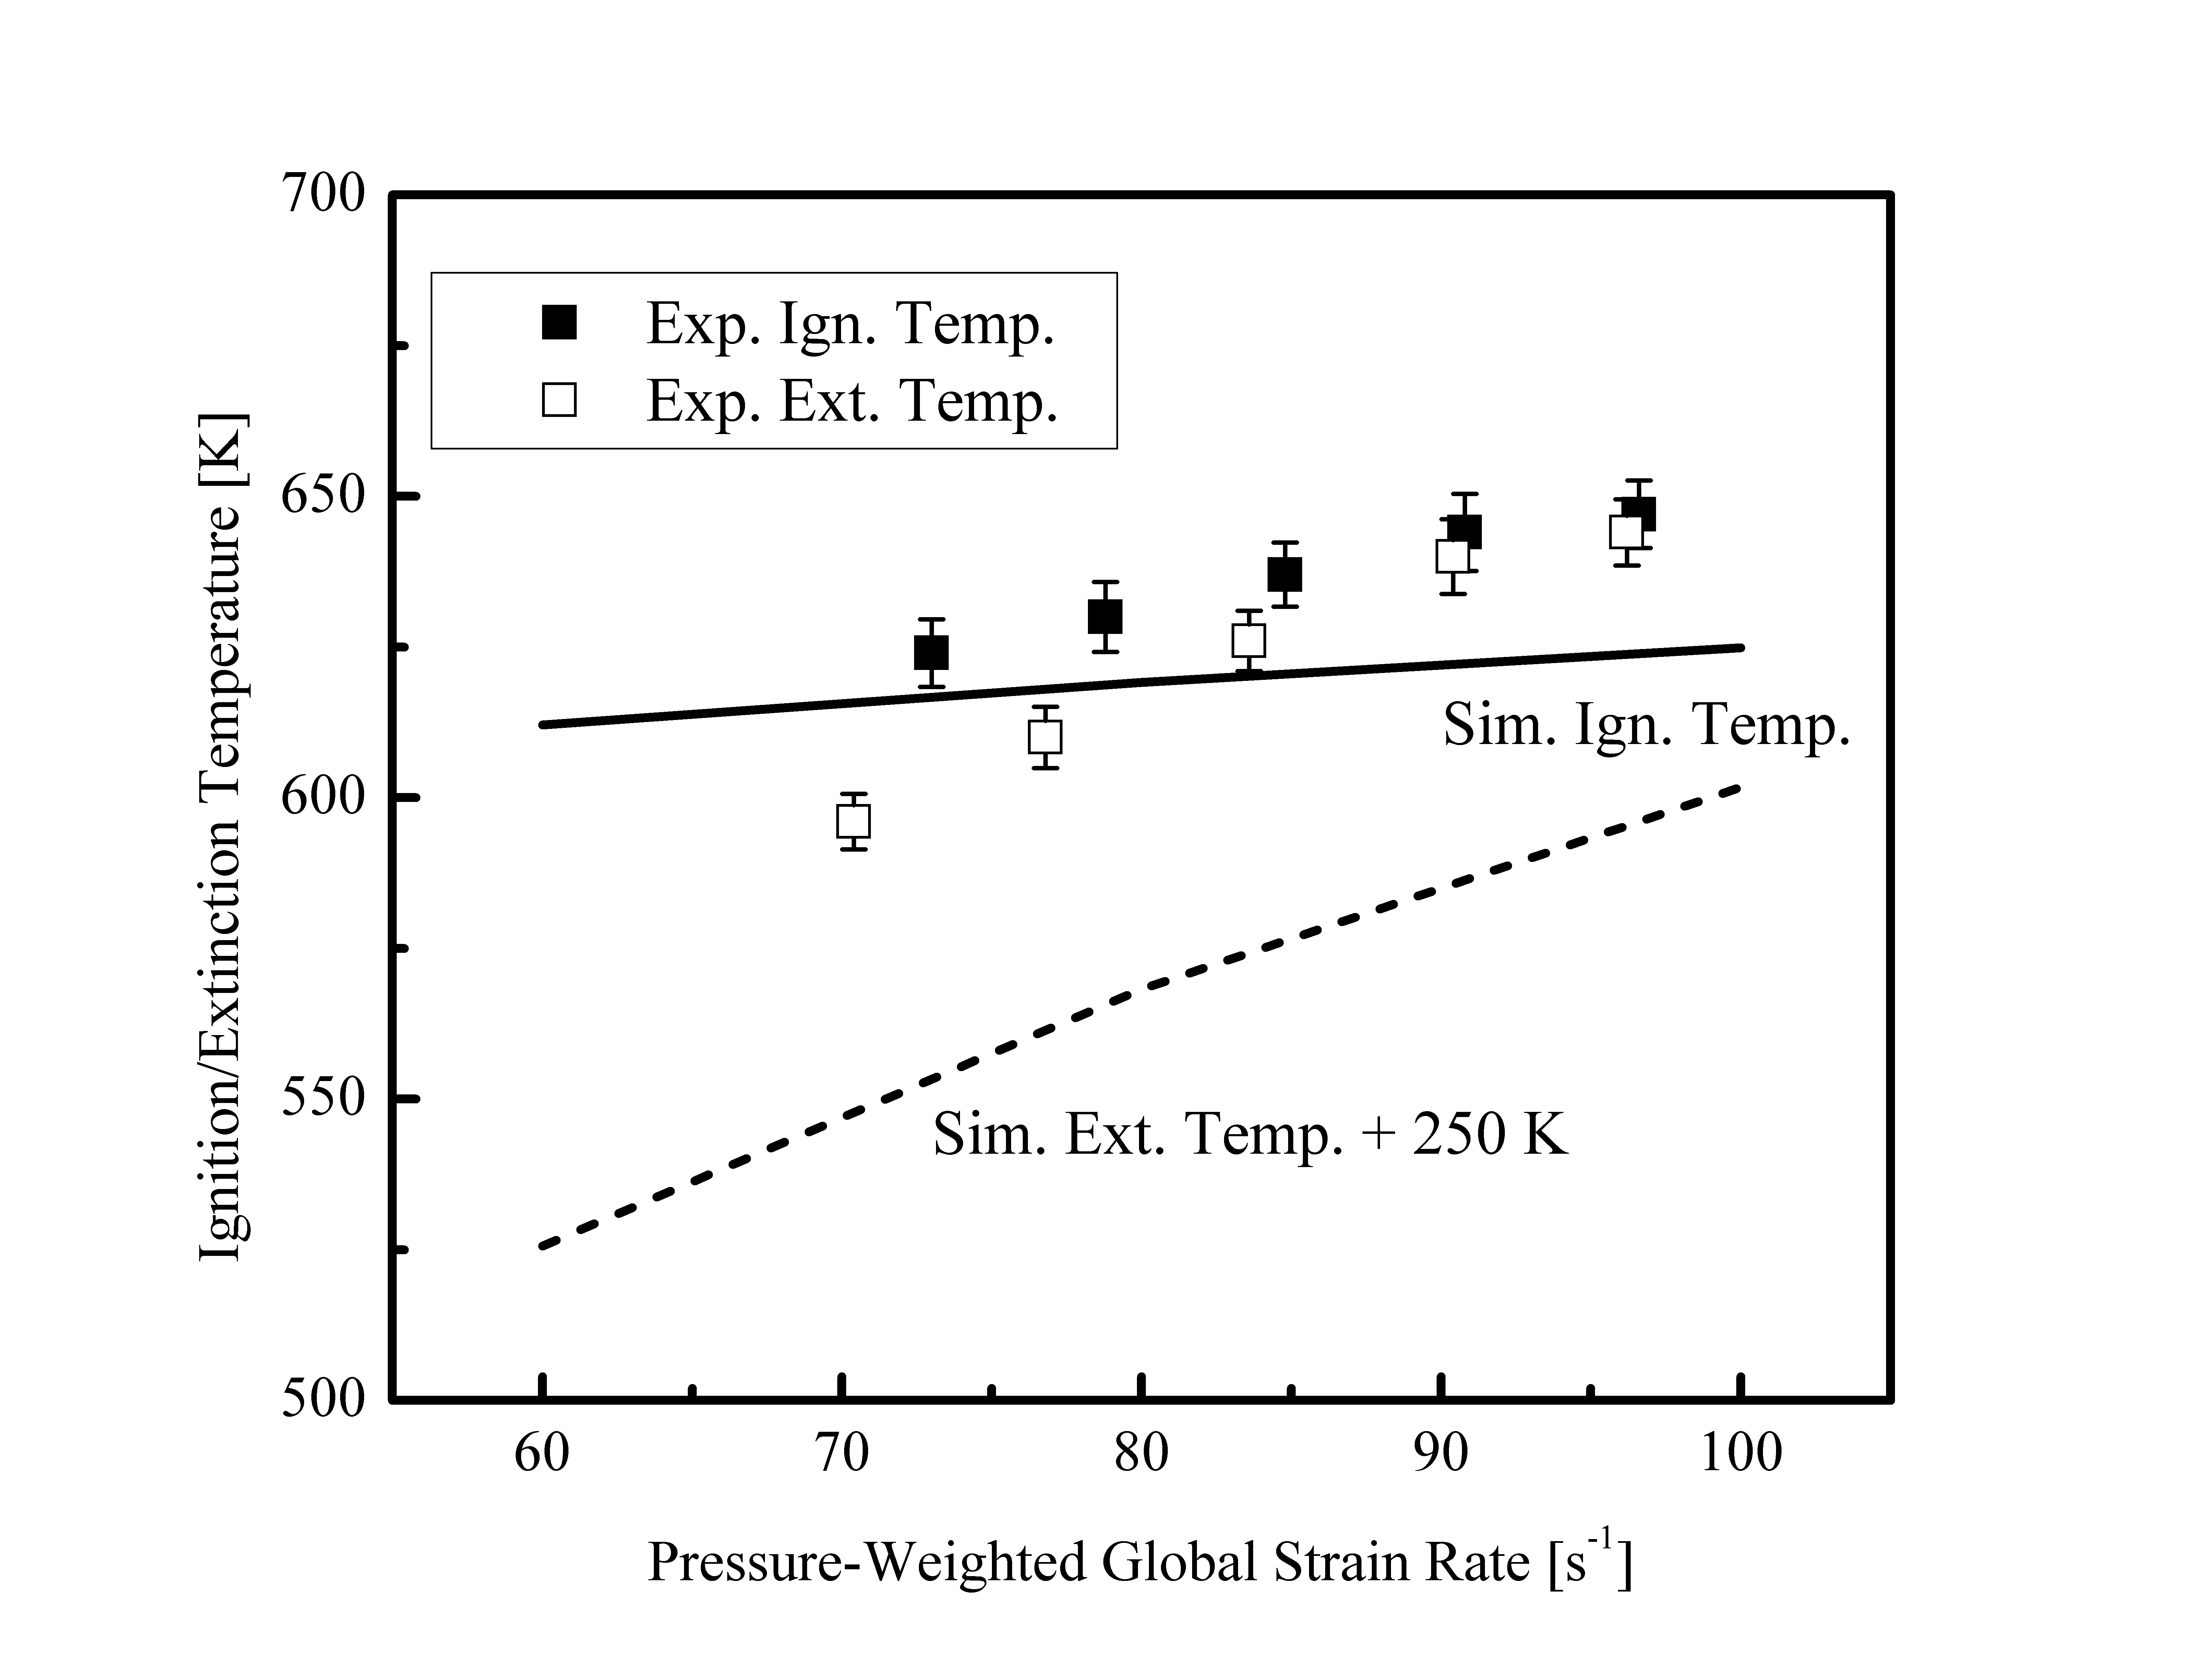 700
Exp. Ign. Temp.
Exp. Ext. Temp.
650
Sim. Ign. Temp.
600
550
Sim. Ext. Temp. + 250 K
500
60 70 80 90 100
Pressure-Weighted Global Strain Rate [s-1]
Ignition/Extinction Temperature [K]